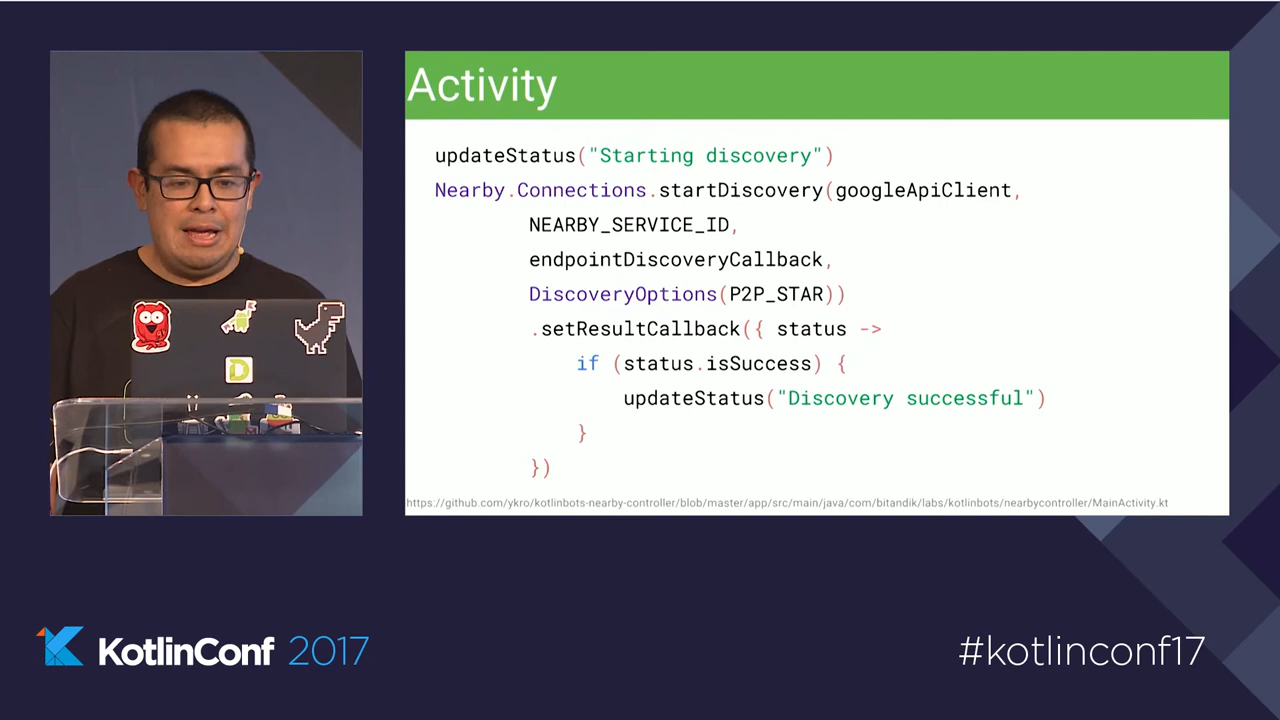 Activity
updateStatus("Starting discovery")
Nearby.Connections.startDiscovery(googleApiClient,
NEARBY_SERVICE_ID,
endpointDiscoveryCallback,
DiscoveryOptions(P2P_STAR))
.setResultCallback({ status ->
if (status.isSuccess) {
updateStatus("Discovery successful")
}
})
https://github.com/ykro/kotlinbots-nearby-controller/blob/master/app/src/main/java/com/bitandik/labs/kotlinbots/nearbycontroller/MainActivity.kt
KotlinConf 2017
#kotlinconf17